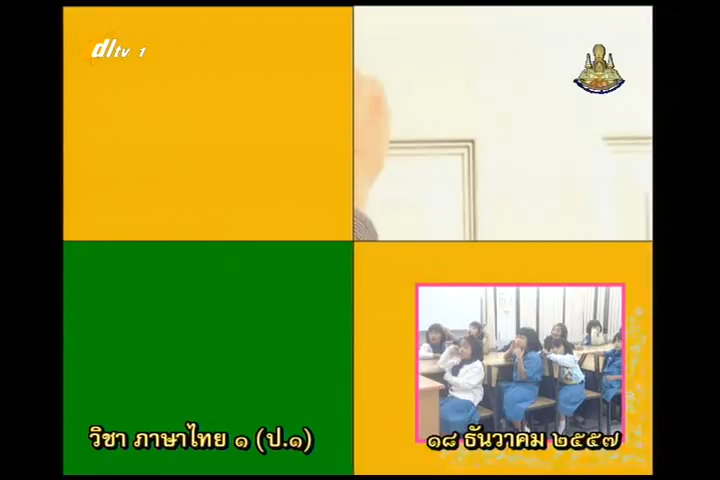 dltv 1
วิชา ภาษาไทย ๑ (ป.๑)
๑๘ ธันวาคม ๒๕๕๗